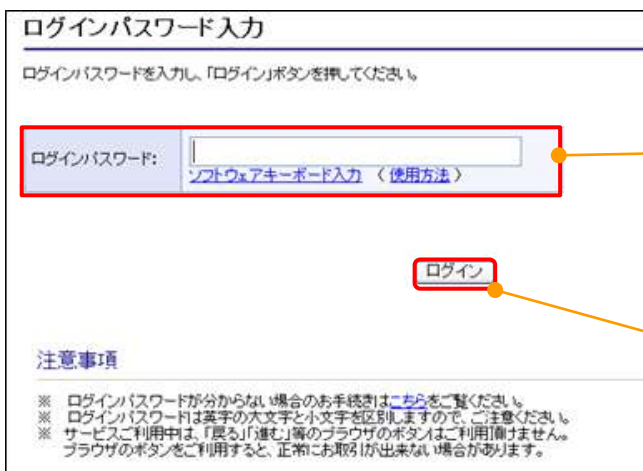 ログインパスワード入力
ログインパスワードを入力し、「ログイン」ボタンを押してください。
ログインパスワード:
ソフトウェアキーボード入力 （使用方法）
ログイン
注意事項
※ ログインパスワードが分からない場合のお手続きはこちらをご覧ください。
※ ログインパスワードは英字の大文字と小文字を区別しますので、ご注意ください。
※ サービスご利用中は、「戻る」「進む」等のブラウザのボタンはご利用頂けません。
ブラウザのボタンをご利用すると、正常にお取引が出来ない場合があります。